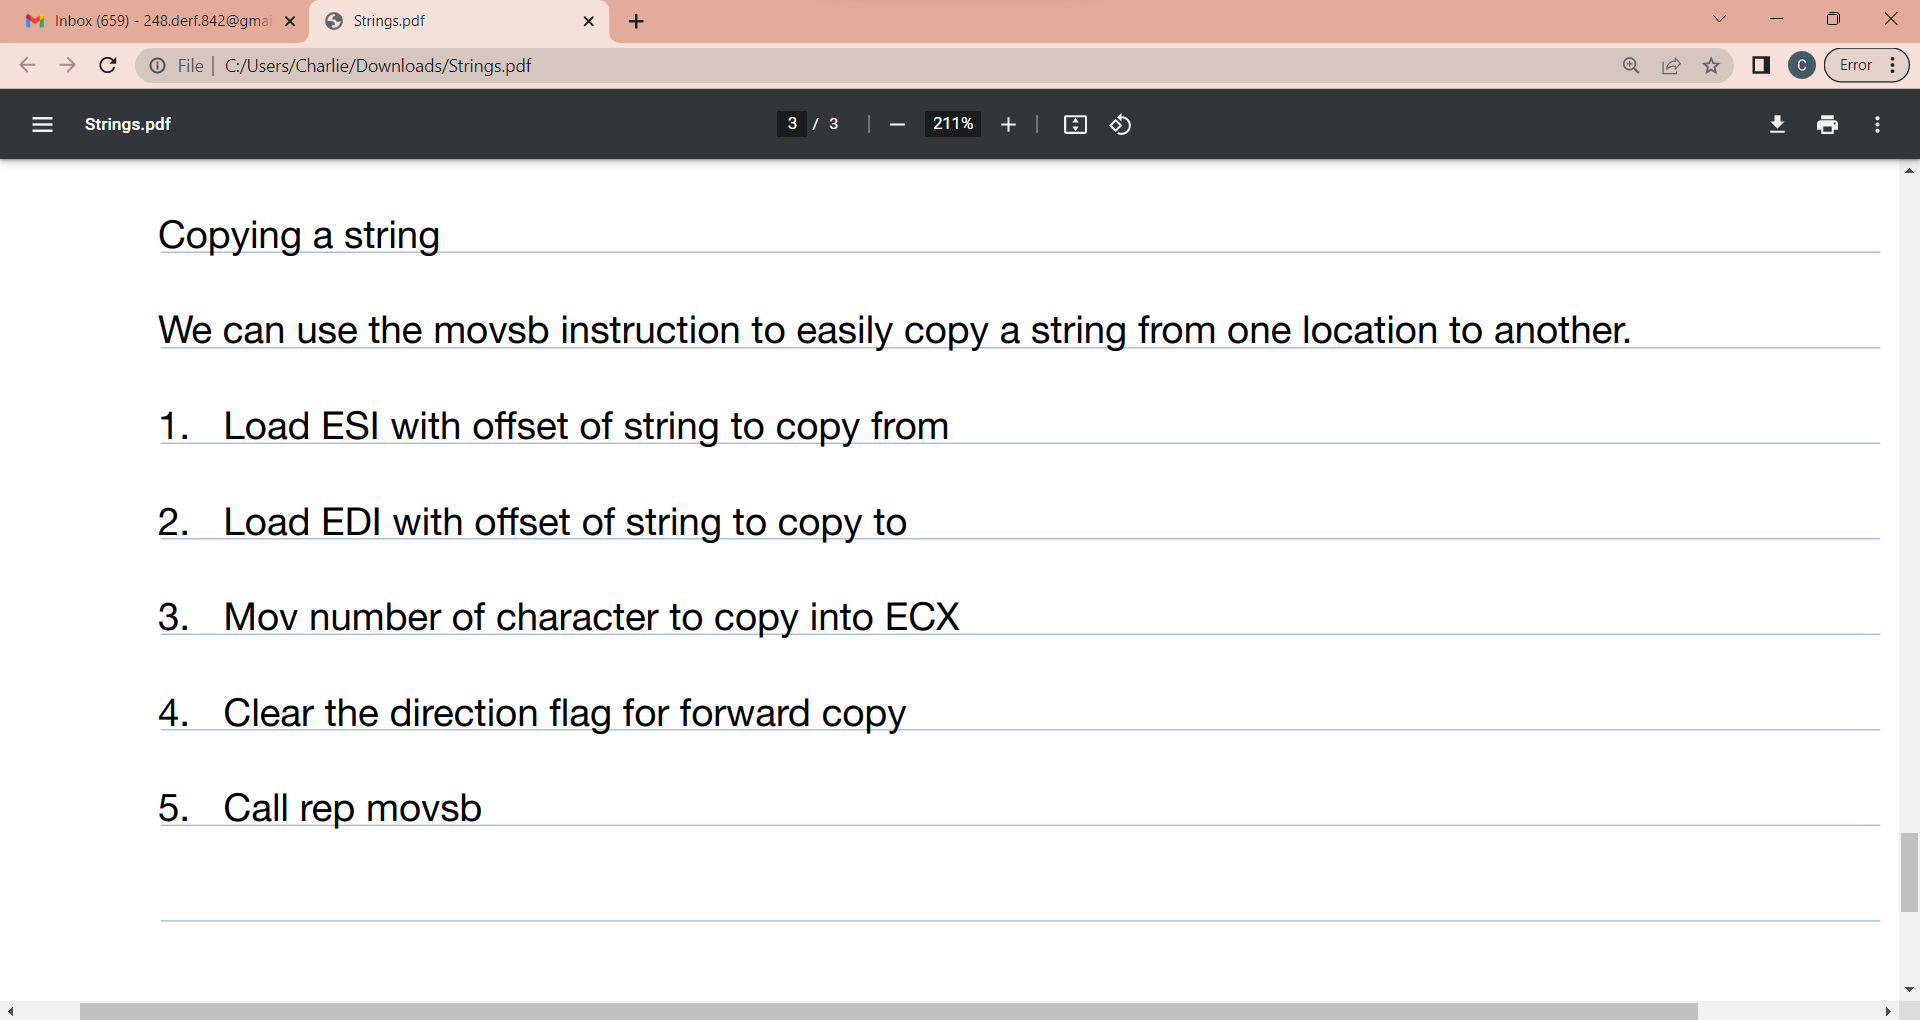 Inbox (659) - 248.derf.842@gmai
Strings.pdf
File
C:/Users/Charlie/Downloads/Strings.pdf
C
Error
Strings.pdf
3 / 3
211%
Copying a string
We can use the movsb instruction to easily copy a string from one location to another.
1. Load ESI with offset of string to copy from
2. Load EDI with offset of string to copy to
3. Mov number of character to copy into ECX
4. Clear the direction flag for forward copy
5. Call rep movsb